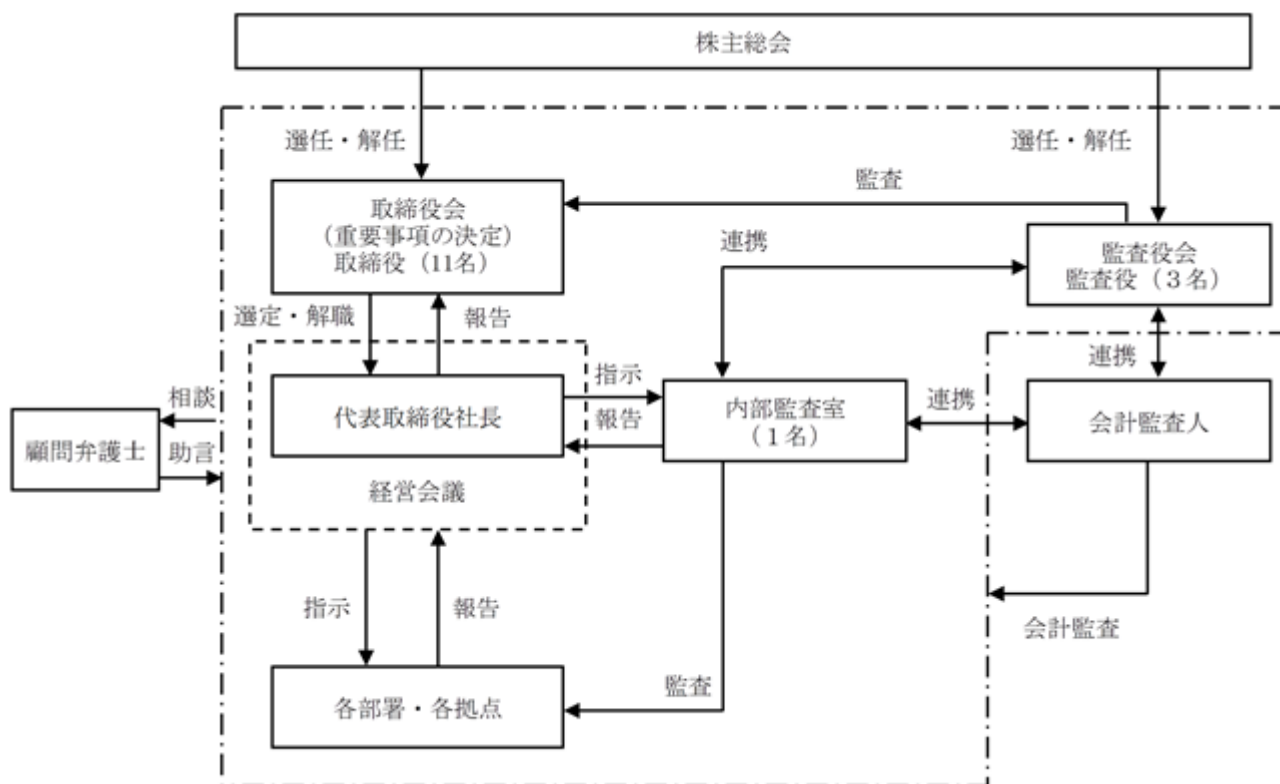 株主総会
選任・解任
選任・解任
監査
取締役会
（重要事項の決定）
取締役（11名）
連携
監査役会
監査役（３名）
選定・解職
報告
連携
指示
代表取締役社長
報告
内部監査室
（１名）
連携
会計監査人
相談
顧問弁護士
助言
経営会議
指示
報告
会計監査
監査
各部署・各拠点